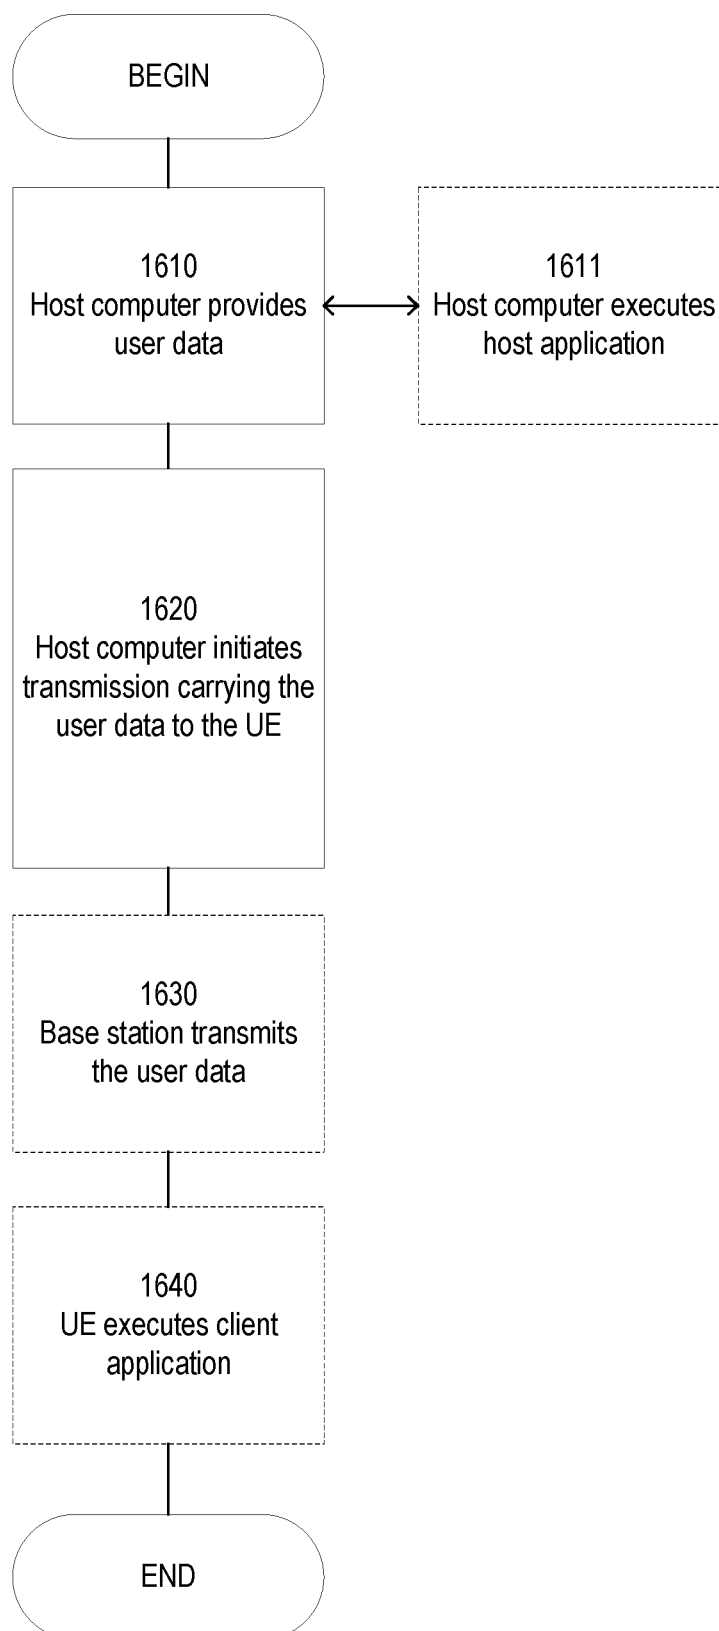 BEGIN
1610
Host computer provides
user data
1611
Host computer executes
host application
1620
Host computer initiates
transmission carrying the
user data to the UE
1630
Base station transmits
the user data
1640
UE executes client
application
END